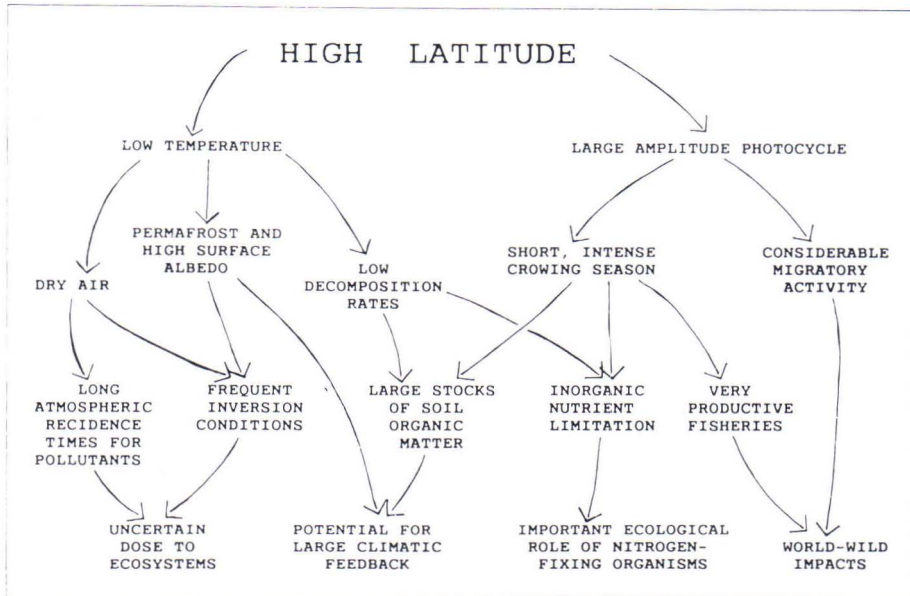 HIGH LATITUDE
LOW TEMPERATURE
LARGE AMPLITUDE PHOTOCYCLE
PERMAFROST AND
HIGH SURFACE
ALBEDO
SHORT, INTENSE
CROWING SEASON
CONSIDERABLE
MIGRATORY
ACTIVITY
DRY AIR
LOW
DECOMPOSITION
RATES
LONG
ATMOSPHERIC
RECIDENCE
TIMES FOR
POLLUTANTS
FREQUENT
INVERSION
CONDITIONS
LARGE STOCKS
OF SOIL
ORGANIC
MATTER
INORGANIC
NUTRIENT
LIMITATION
VERY
PRODUCTIVE
FISHERIES
UNCERTAIN
DOSE TO
ECOSYSTEMS
POTENTIAL FOR
LARGE CLIMATIC
FEEDBACK
IMPORTANT ECOLOGICAL
ROLE OF NITROGEN-
FIXING ORGANISMS
WORLD-WILD
IMPACTS